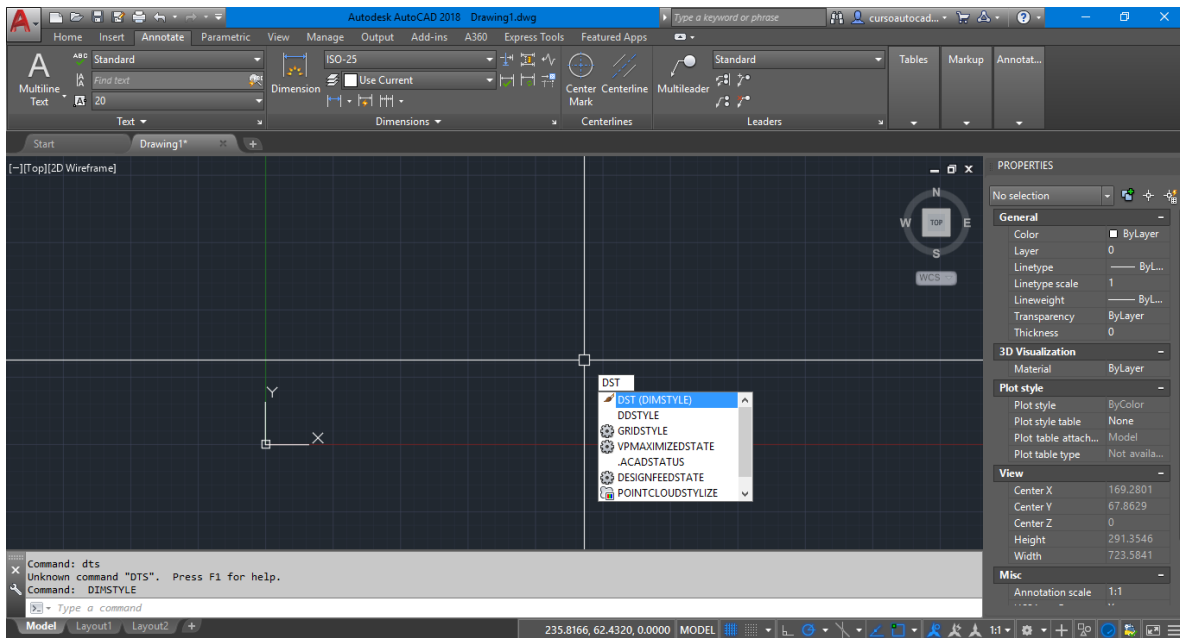 Autodesk AutoCAD 2018 Drawing1.dwg
Type a keyword or phrase
cursoautocad...
Home Insert Annotate Parametric View Manage Output Add-ins A360 Express Tools Featured Apps
A
Multiline Text
ABC Standard
Find text
20
Text
Dimension
ISO-25
Use Current
Dimensions
Center Mark
Centerline
Centerlines
Multileader
Standard
Leaders
Tables
Markup
Annotat...
Start Drawing1*
[−][Top][2D Wireframe]
N
W TOP E
S
WCS
Y
X
DST
DST (DIMSTYLE)
DDSTYLE
GRIDSTYLE
VPMAXIMIZEDSTATE
.ACADSTATUS
DESIGNFEEDSTATE
POINTCLOUDSTYLIZE
PROPERTIES
No selection
General
Color ByLayer
Layer 0
Linetype ByL...
Linetype scale 1
Lineweight ByL...
Transparency ByLayer
Thickness 0
3D Visualization
Material ByLayer
Plot style
Plot style ByColor
Plot style table None
Plot table attach... Model
Plot table type Not availa...
View
Center X 169.2801
Center Y 67.8629
Center Z 0
Height 291.3546
Width 723.5841
Misc
Annotation scale 1:1
Command: dts
Unknown command "DTS". Press F1 for help.
Command: DIMSTYLE
Type a command
Model Layout1 Layout2 +
235.8166, 62.4320, 0.0000 MODEL 1:1